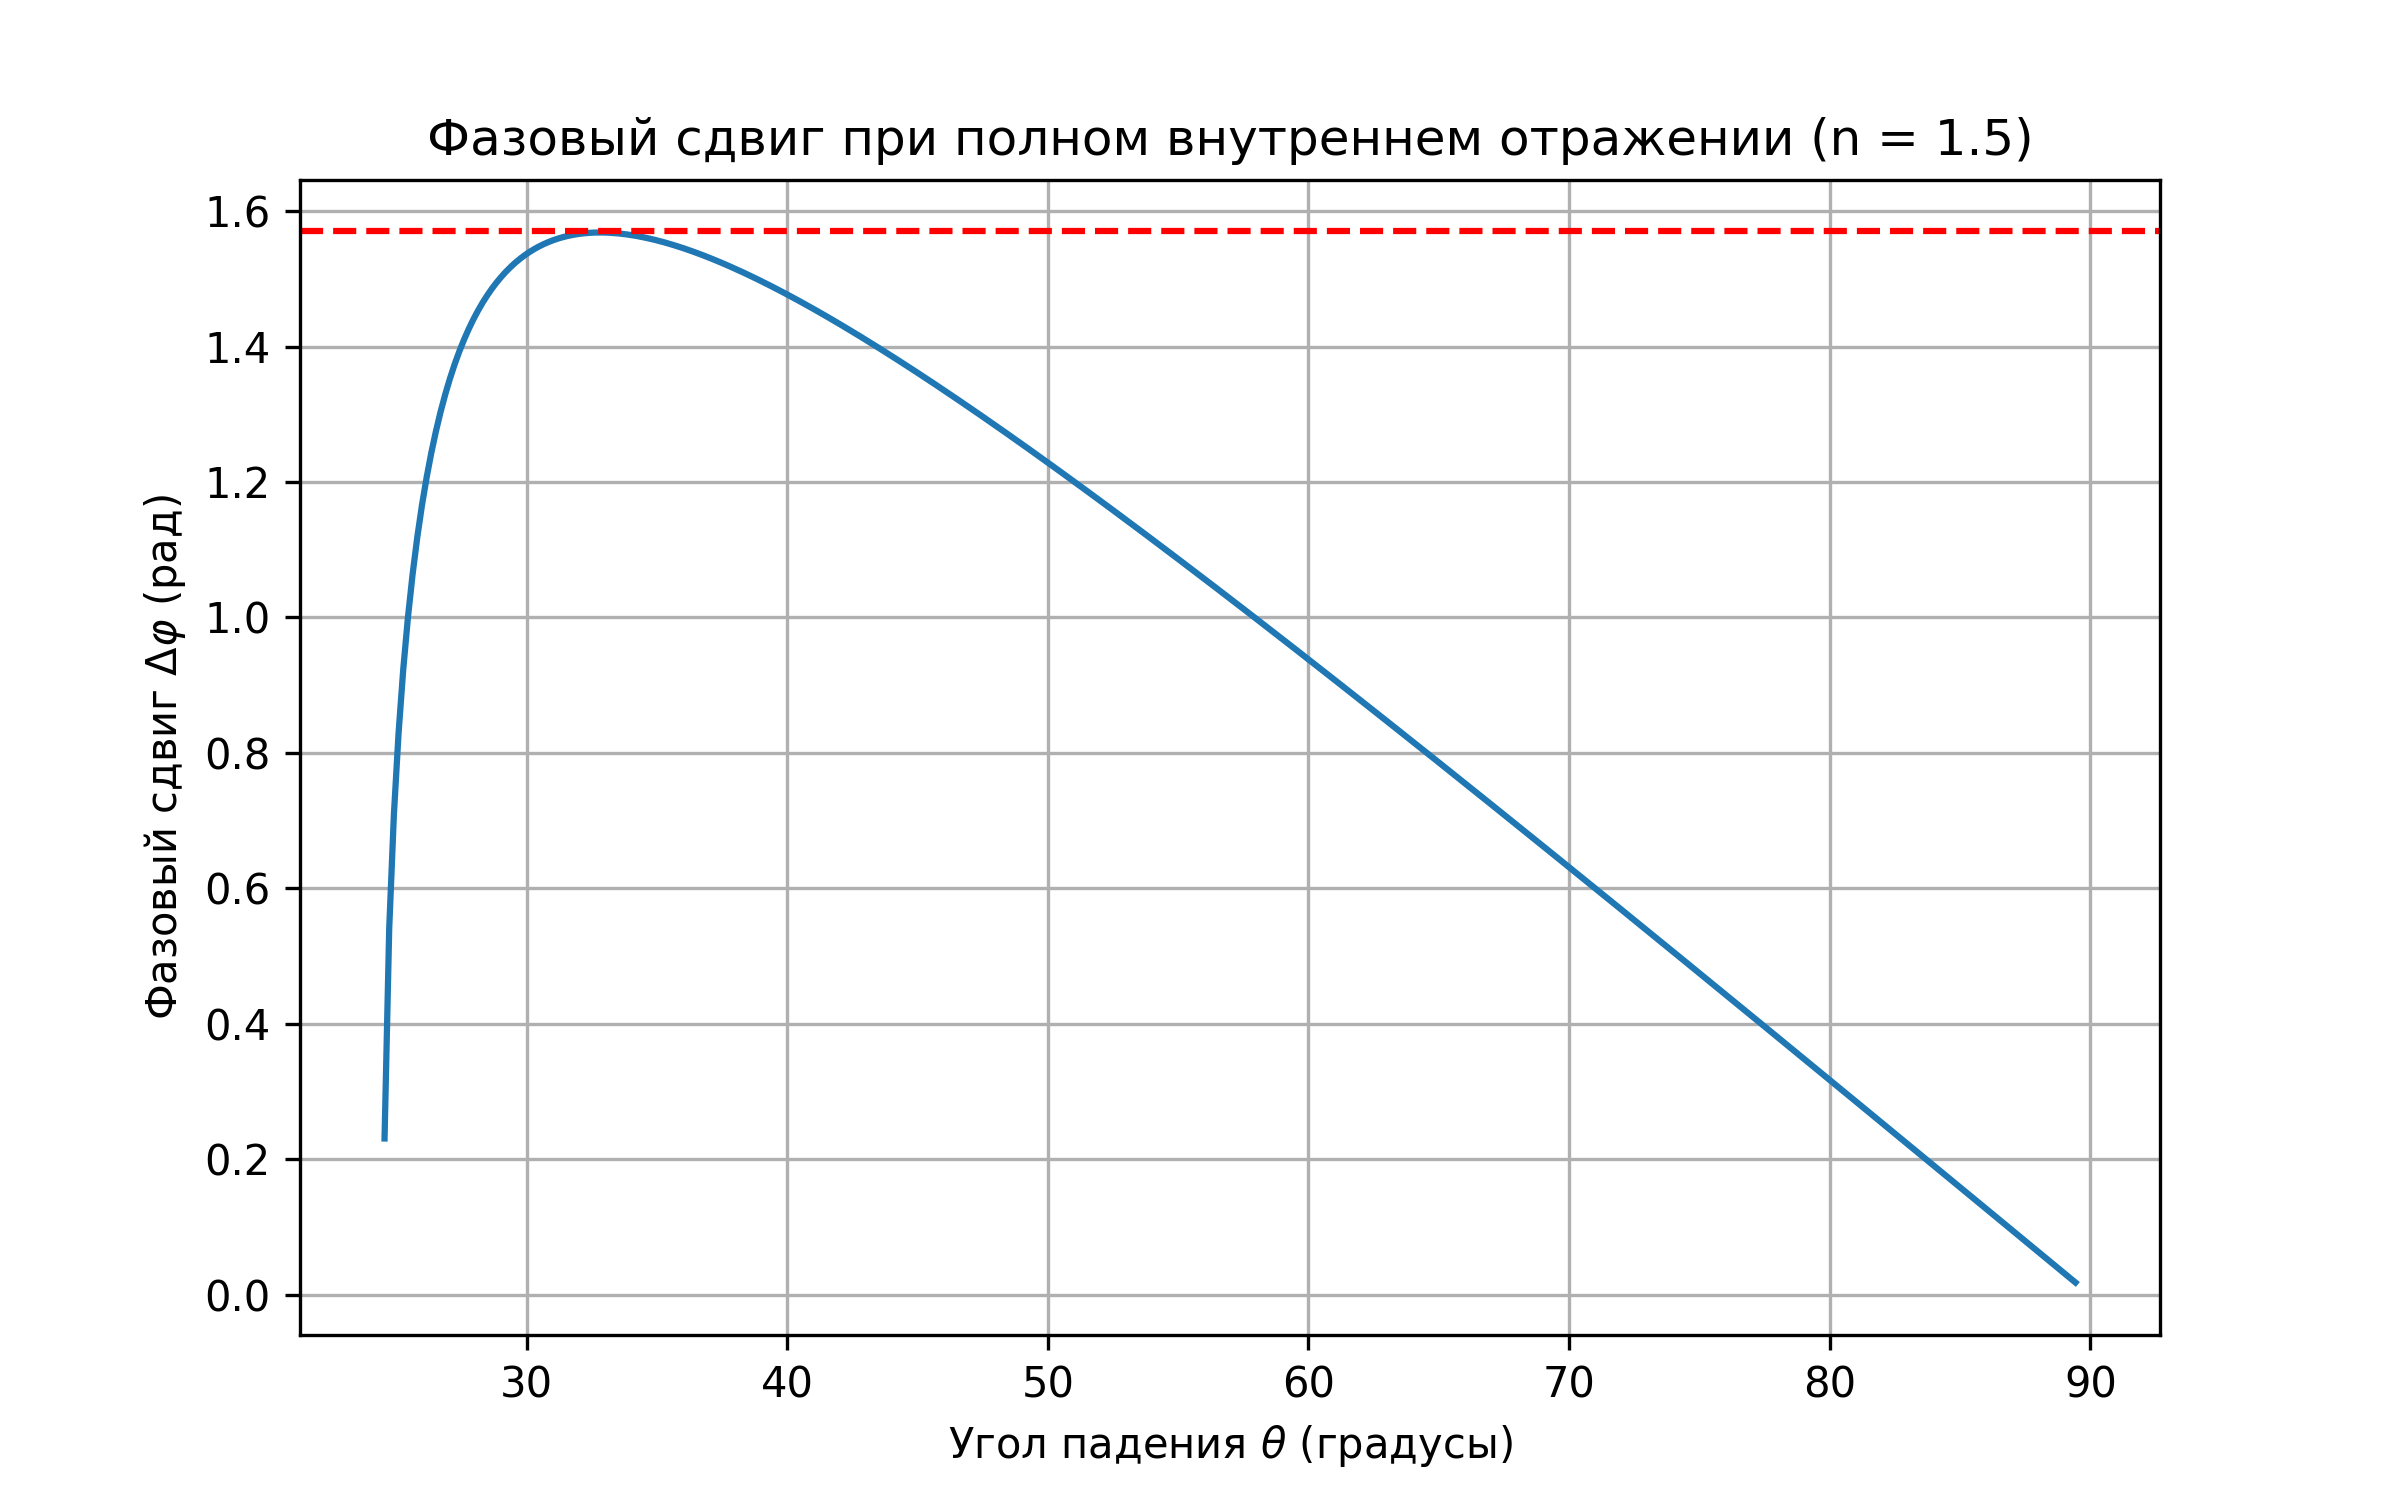 Фазовый сдвиг при полном внутреннем отражении (n = 1.5)
1.6
1.4
1.2
1.0
0.8
0.6
0.4
0.2
0.0
Фазовый сдвиг Δφ (рад)
30 40 50 60 70 80 90
Угол падения θ (градусы)